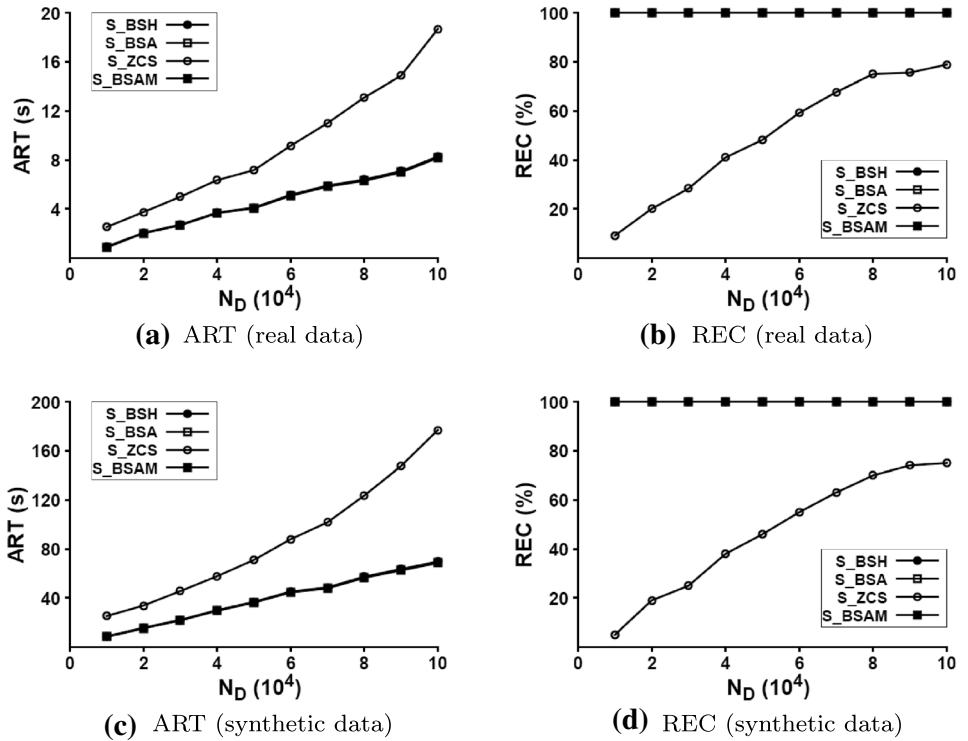 20
16
12
8
4
ART (s)
S_BSH
S_BSA
S_ZCS
S_BSAM
0 2 4 6 8 10
N_D (10^4)
(a) ART (real data)
100
80
60
40
20
REC (%)
S_BSH
S_BSA
S_ZCS
S_BSAM
0 2 4 6 8 10
N_D (10^4)
(b) REC (real data)
200
160
120
80
40
ART (s)
S_BSH
S_BSA
S_ZCS
S_BSAM
0 2 4 6 8 10
N_D (10^4)
(c) ART (synthetic data)
100
80
60
40
20
REC (%)
S_BSH
S_BSA
S_ZCS
S_BSAM
0 2 4 6 8 10
N_D (10^4)
(d) REC (synthetic data)